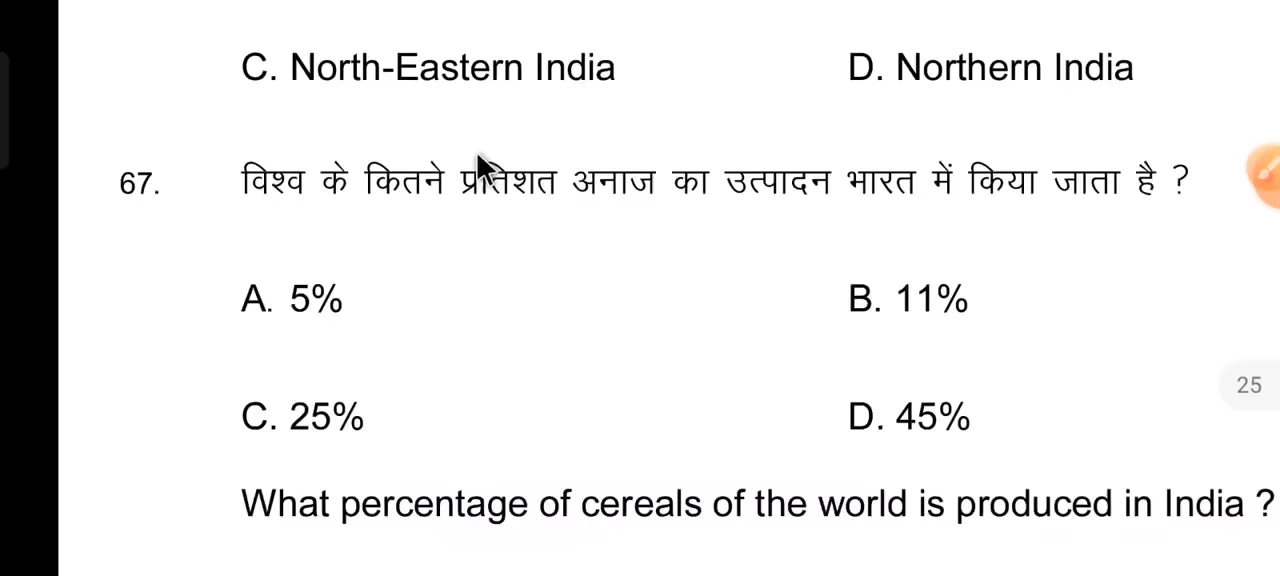 C. North-Eastern India D. Northern India
67. विश्व के कितने प्रतिशत अनाज का उत्पादन भारत में किया जाता है ?
A. 5% B. 11%
25
C. 25% D. 45%
What percentage of cereals of the world is produced in India ?